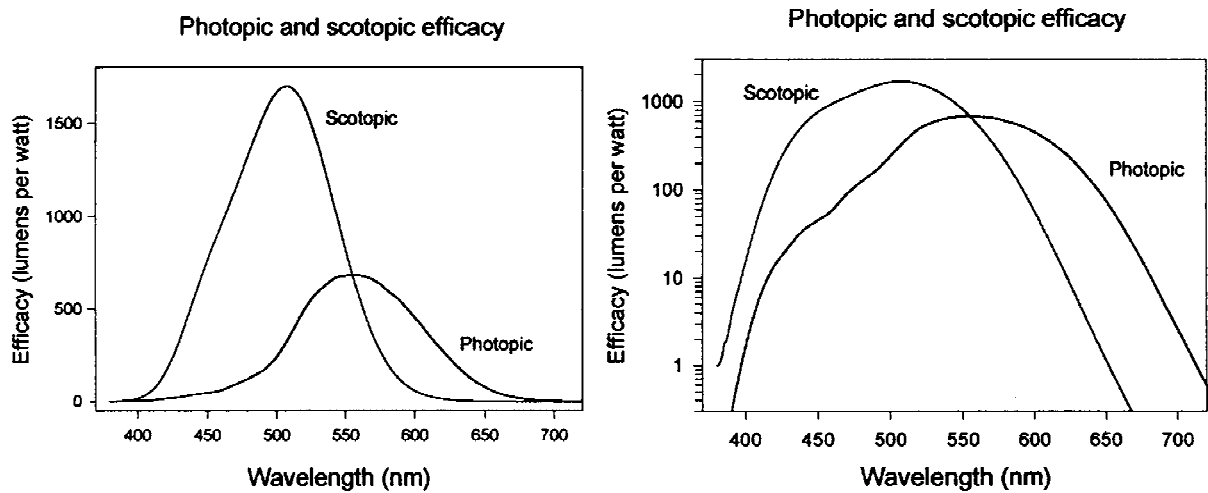 Photopic and scotopic efficacy
Efficacy (lumens per watt)
1500
1000
500
0
Scotopic
Photopic
400 450 500 550 600 650 700
Wavelength (nm)
Photopic and scotopic efficacy
Efficacy (lumens per watt)
1000
100
10
1
Scotopic
Photopic
400 450 500 550 600 650 700
Wavelength (nm)